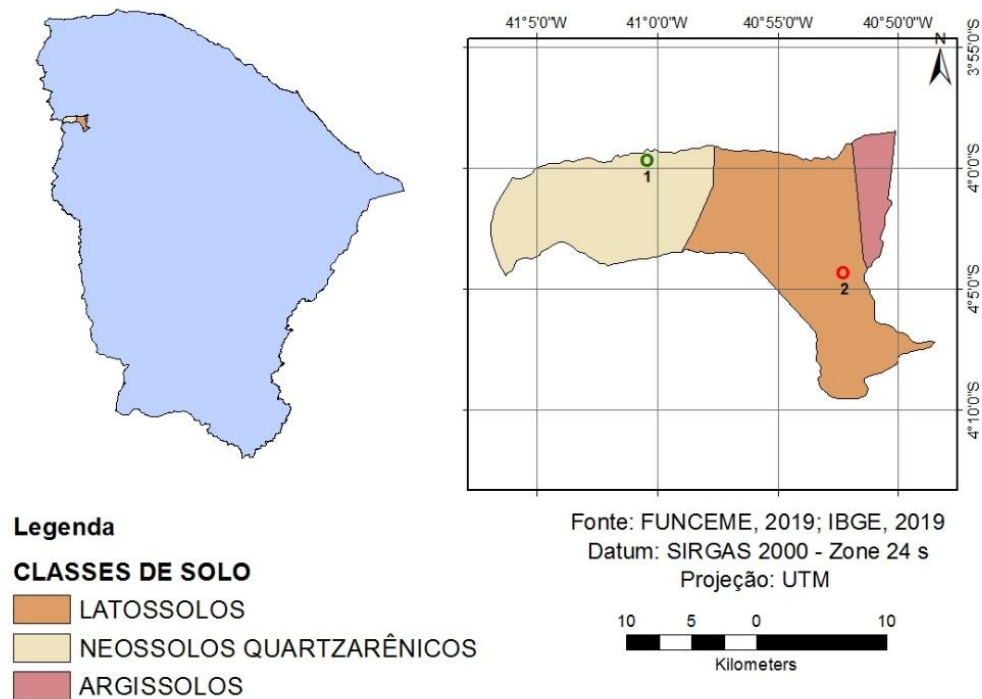 41°5'0"W 41°0'0"W 40°55'0"W 40°50'0"W
N
3°55'0"S
4°0'0"S
4°5'0"S
4°10'0"S
1
2
Legenda
CLASSES DE SOLO
LATOSSOLOS
NEOSSOLOS QUARTZARÊNICOS
ARGISSOLOS
Fonte: FUNCEME, 2019; IBGE, 2019
Datum: SIRGAS 2000 - Zone 24 s
Projeção: UTM
10 5 0 10
Kilometers